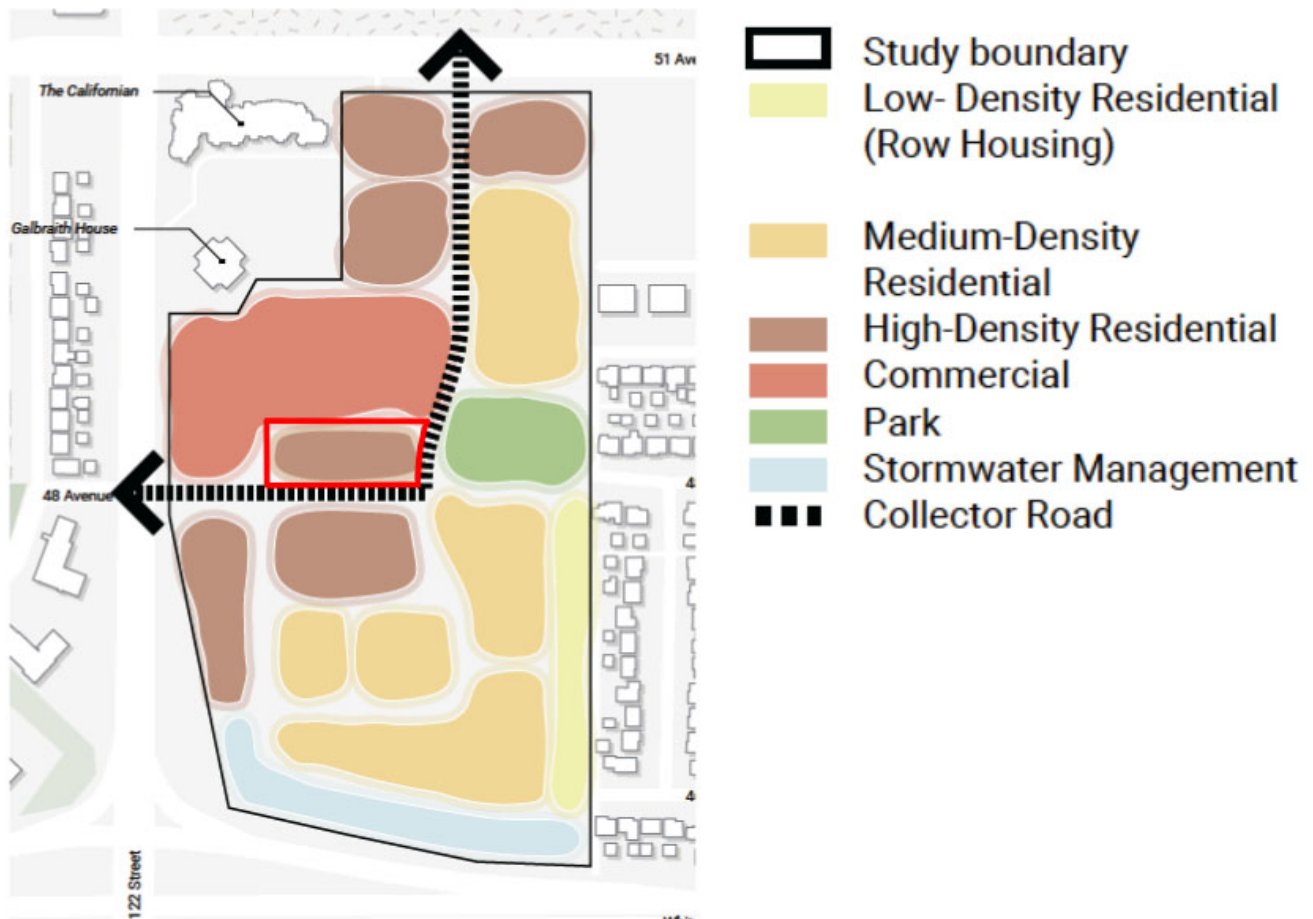 51 Ave
The Californian
Galbraith House
48 Avenue
122 Street
Study boundary
Low- Density Residential
(Row Housing)
Medium-Density
Residential
High-Density Residential
Commercial
Park
Stormwater Management
Collector Road